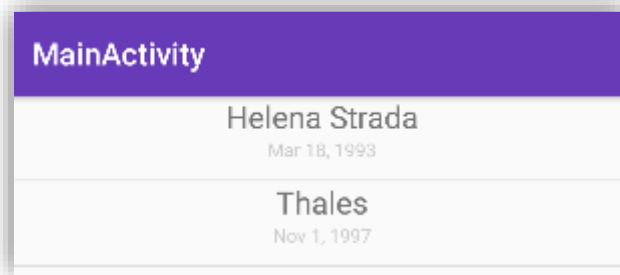 MainActivity
Helena Strada
Mar 18, 1993
Thales
Nov 1, 1997